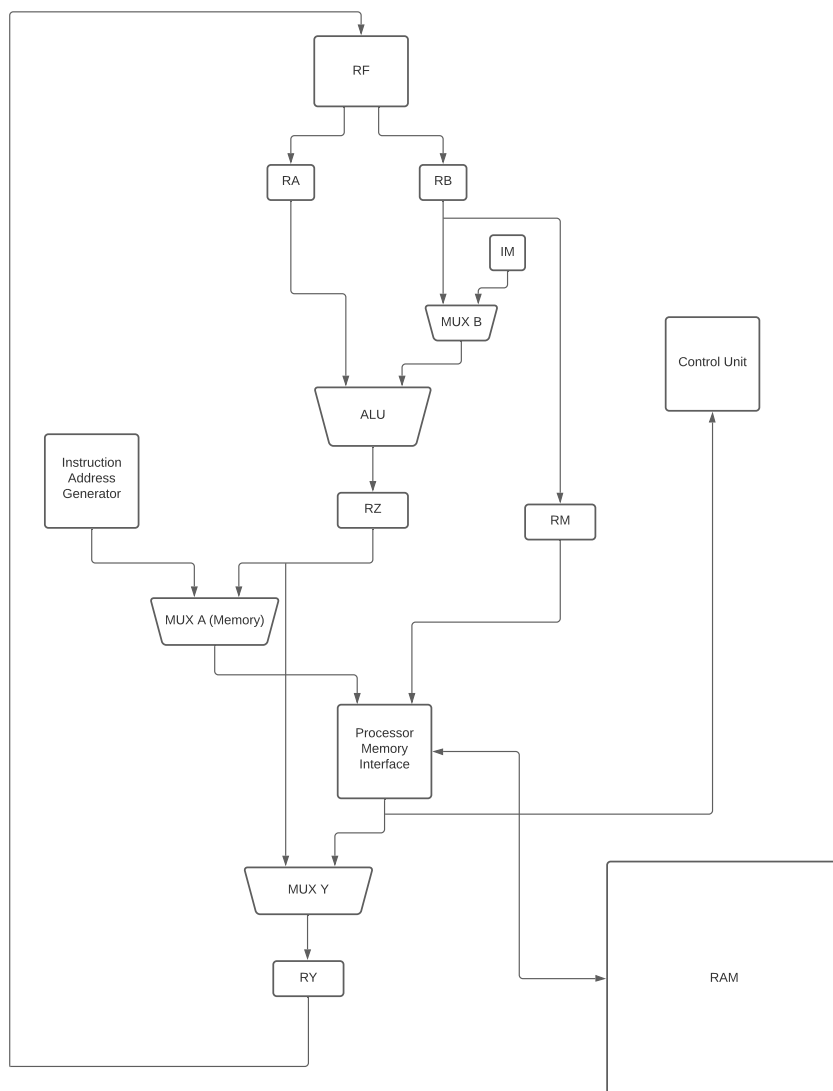 RF
RA
RB
IM
MUX B
Control Unit
ALU
Instruction
Address
Generator
RZ
RM
MUX A (Memory)
Processor
Memory
Interface
MUX Y
RY
RAM